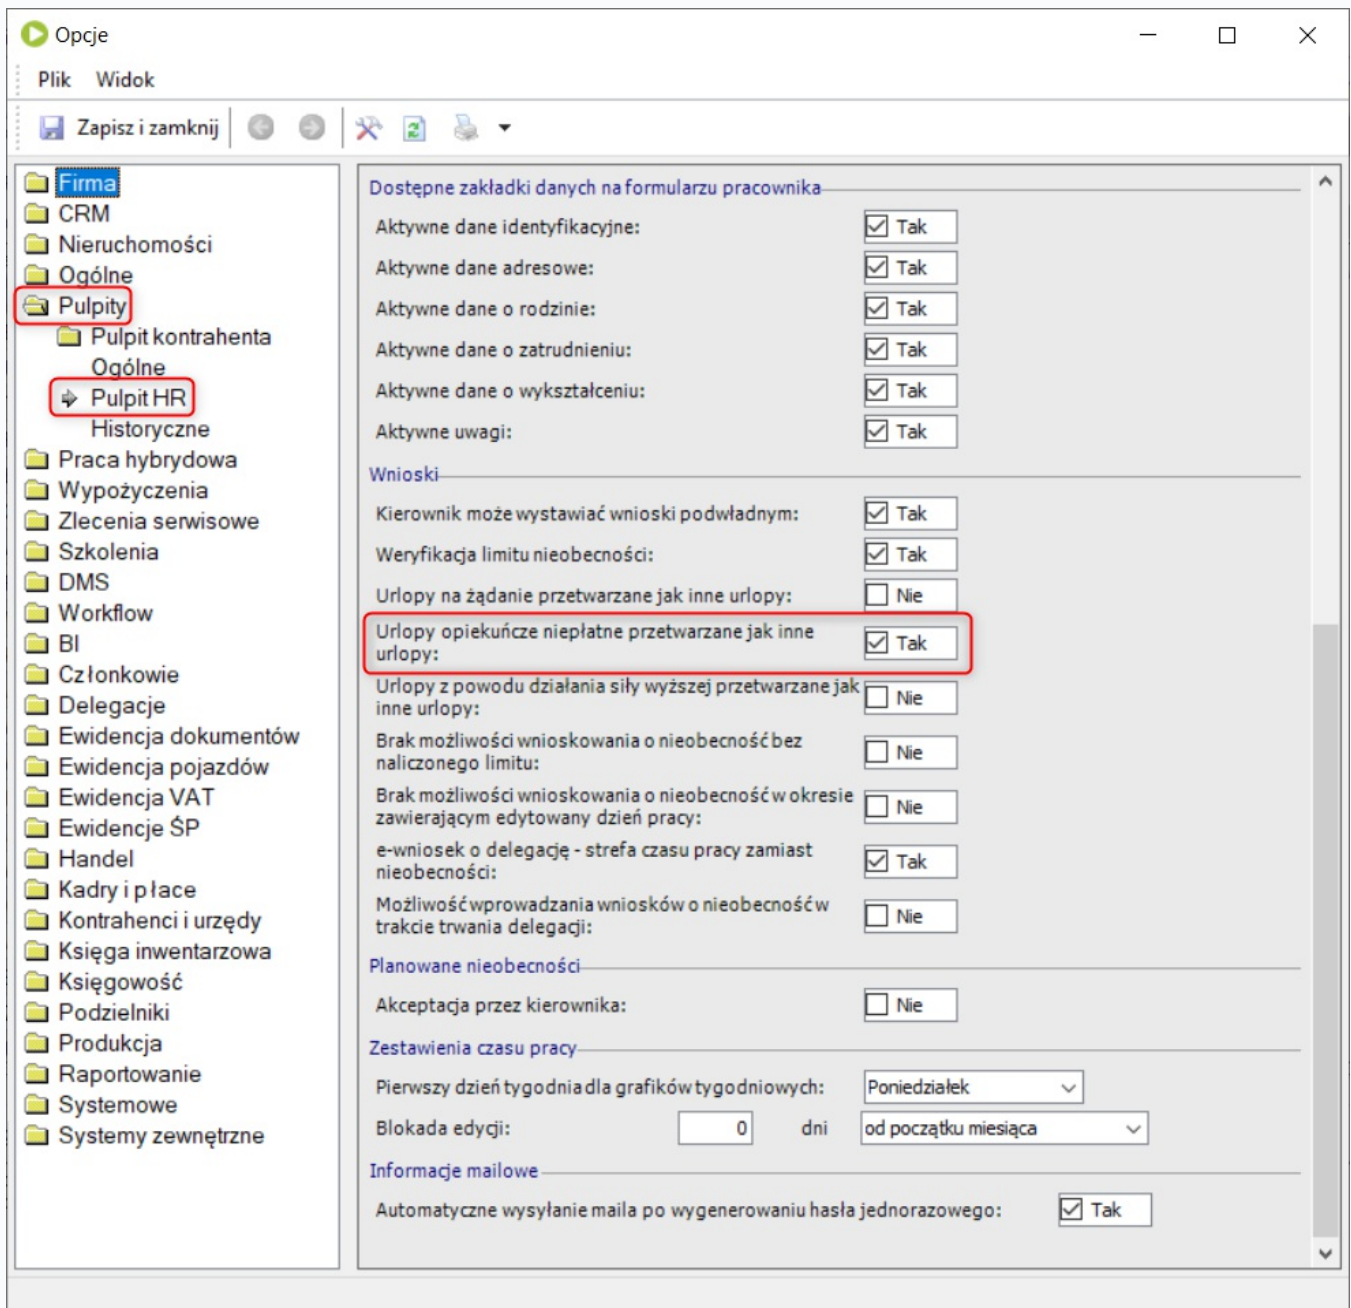 Opcje
Plik Widok
Zapisz i zamknij
Firma
CRM
Nieruchomości
Ogólne
Pulpity
Pulpit kontrahenta
Ogólne
Pulpit HR
Historyczne
Praca hybrydowa
Wypożyczenia
Zlecenia serwisowe
Szkolenia
DMS
Workflow
BI
Członkowie
Delegacje
Ewidencja dokumentów
Ewidencja pojazdów
Ewidencja VAT
Ewidencje ŚP
Handel
Kadry i płace
Kontrahenci i urzędy
Księga inwentarzowa
Księgowość
Podzielniki
Produkcja
Raportowanie
Systemowe
Systemy zewnętrzne
Dostępne zakładki danych na formularzu pracownika
Aktywne dane identyfikacyjne: Tak
Aktywne dane adresowe: Tak
Aktywne dane o rodzinie: Tak
Aktywne dane o zatrudnieniu: Tak
Aktywne dane o wykształceniu: Tak
Aktywne uwagi: Tak
Wnioski
Kierownik może wystawiać wnioski podwładnym: Tak
Weryfikacja limitu nieobecności: Tak
Urlopy na żądanie przetwarzane jak inne urlopy: Nie
Urlopy opiekuńcze niepłatne przetwarzane jak inne
urlopy: Tak
Urlopy z powodu działania siły wyższej przetwarzane jak
inne urlopy: Nie
Brak możliwości wnioskowania o nieobecność bez
naliczonego limitu: Nie
Brak możliwości wnioskowania o nieobecność w okresie
zawierającym edytowany dzień pracy: Nie
e-wniosek o delegację - strefa czasu pracy zamiast
nieobecności: Tak
Możliwość wprowadzania wniosków o nieobecność w
trakcie trwania delegacji: Nie
Planowane nieobecności
Akceptacja przez kierownika: Nie
Zestawienia czasu pracy
Pierwszy dzień tygodnia dla grafików tygodniowych: Poniedziałek
Blokada edycji: 0 dni od początku miesiąca
Informacje mailowe
Automatyczne wysyłanie maila po wygenerowaniu hasła jednorazowego: Tak